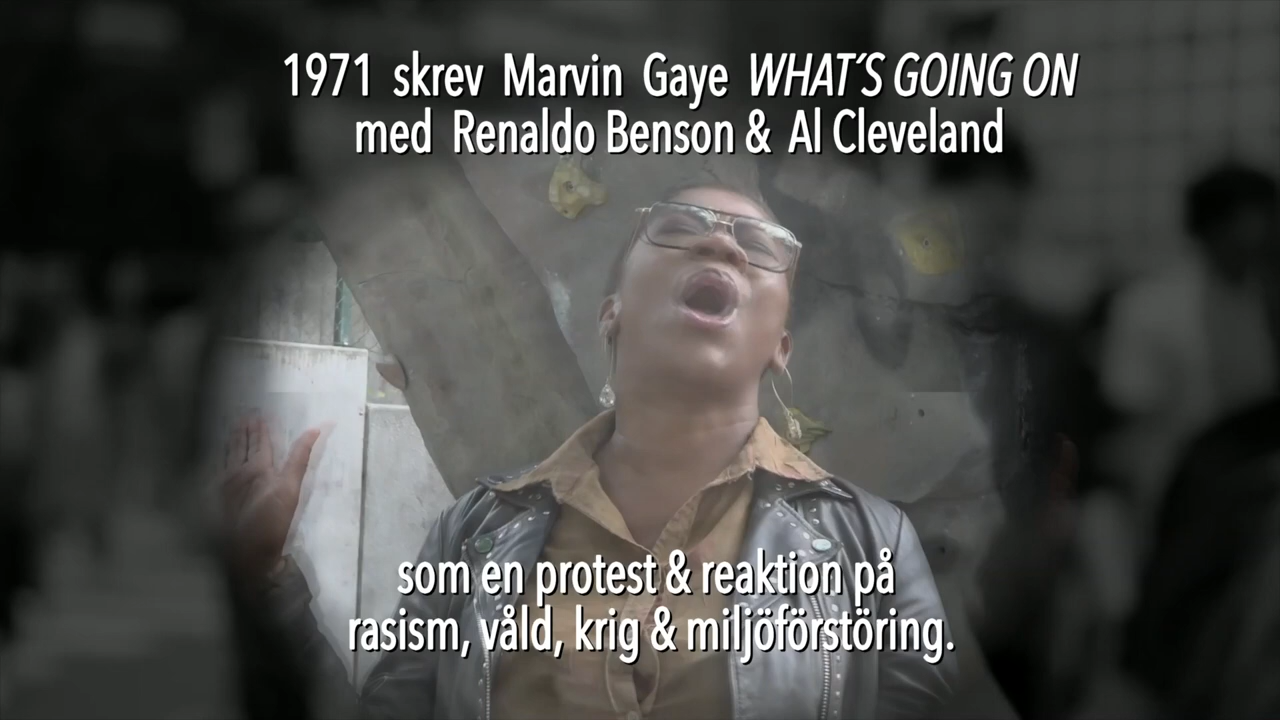 1971 skrev Marvin Gaye WHAT´S GOING ON
med Renaldo Benson & Al Cleveland
som en protest & reaktion på
rasism, våld, krig & miljöförstöring.